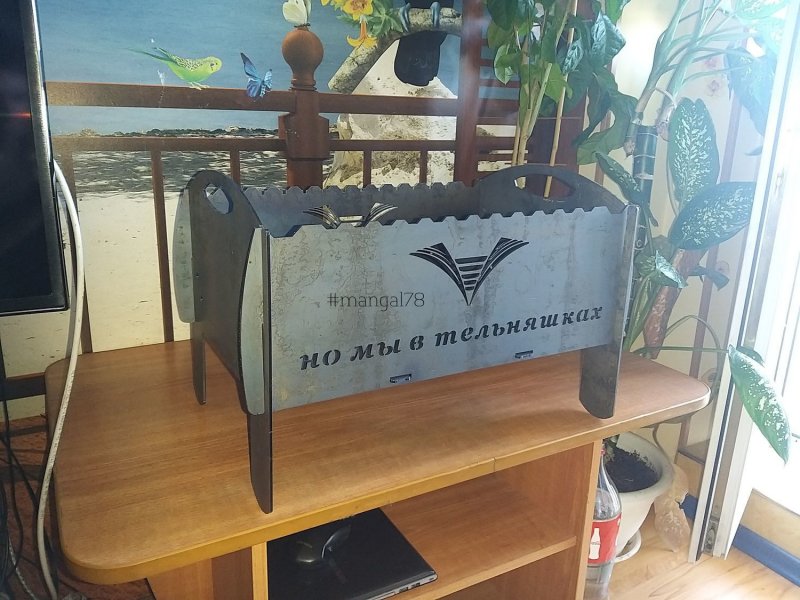 #mangal78
но мы в тельняшках